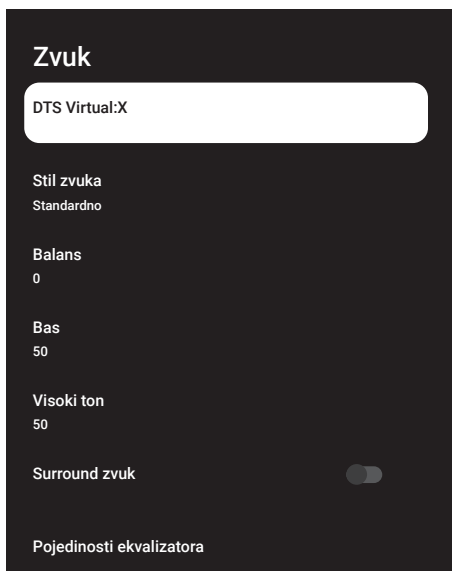 Zvuk
DTS Virtual:X
Stil zvuka
Standardno
Balans
0
Bas
50
Visoki ton
50
Surround zvuk
Pojedinosti ekvalizatora